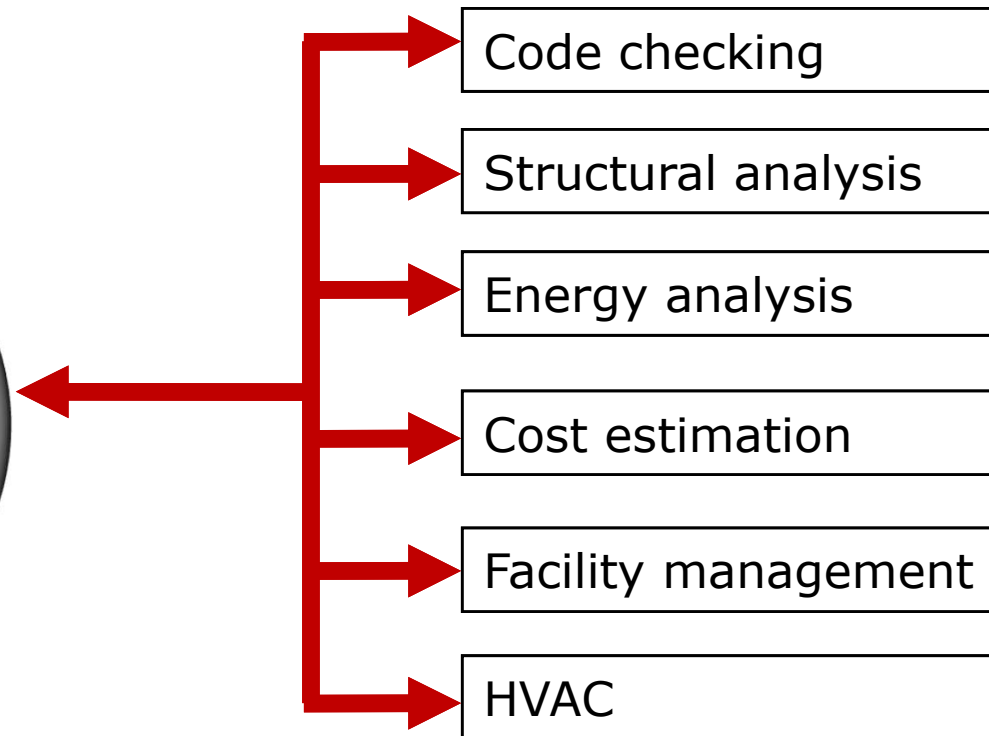 Code checking
Structural analysis
Energy analysis
Cost estimation
Facility management
HVAC